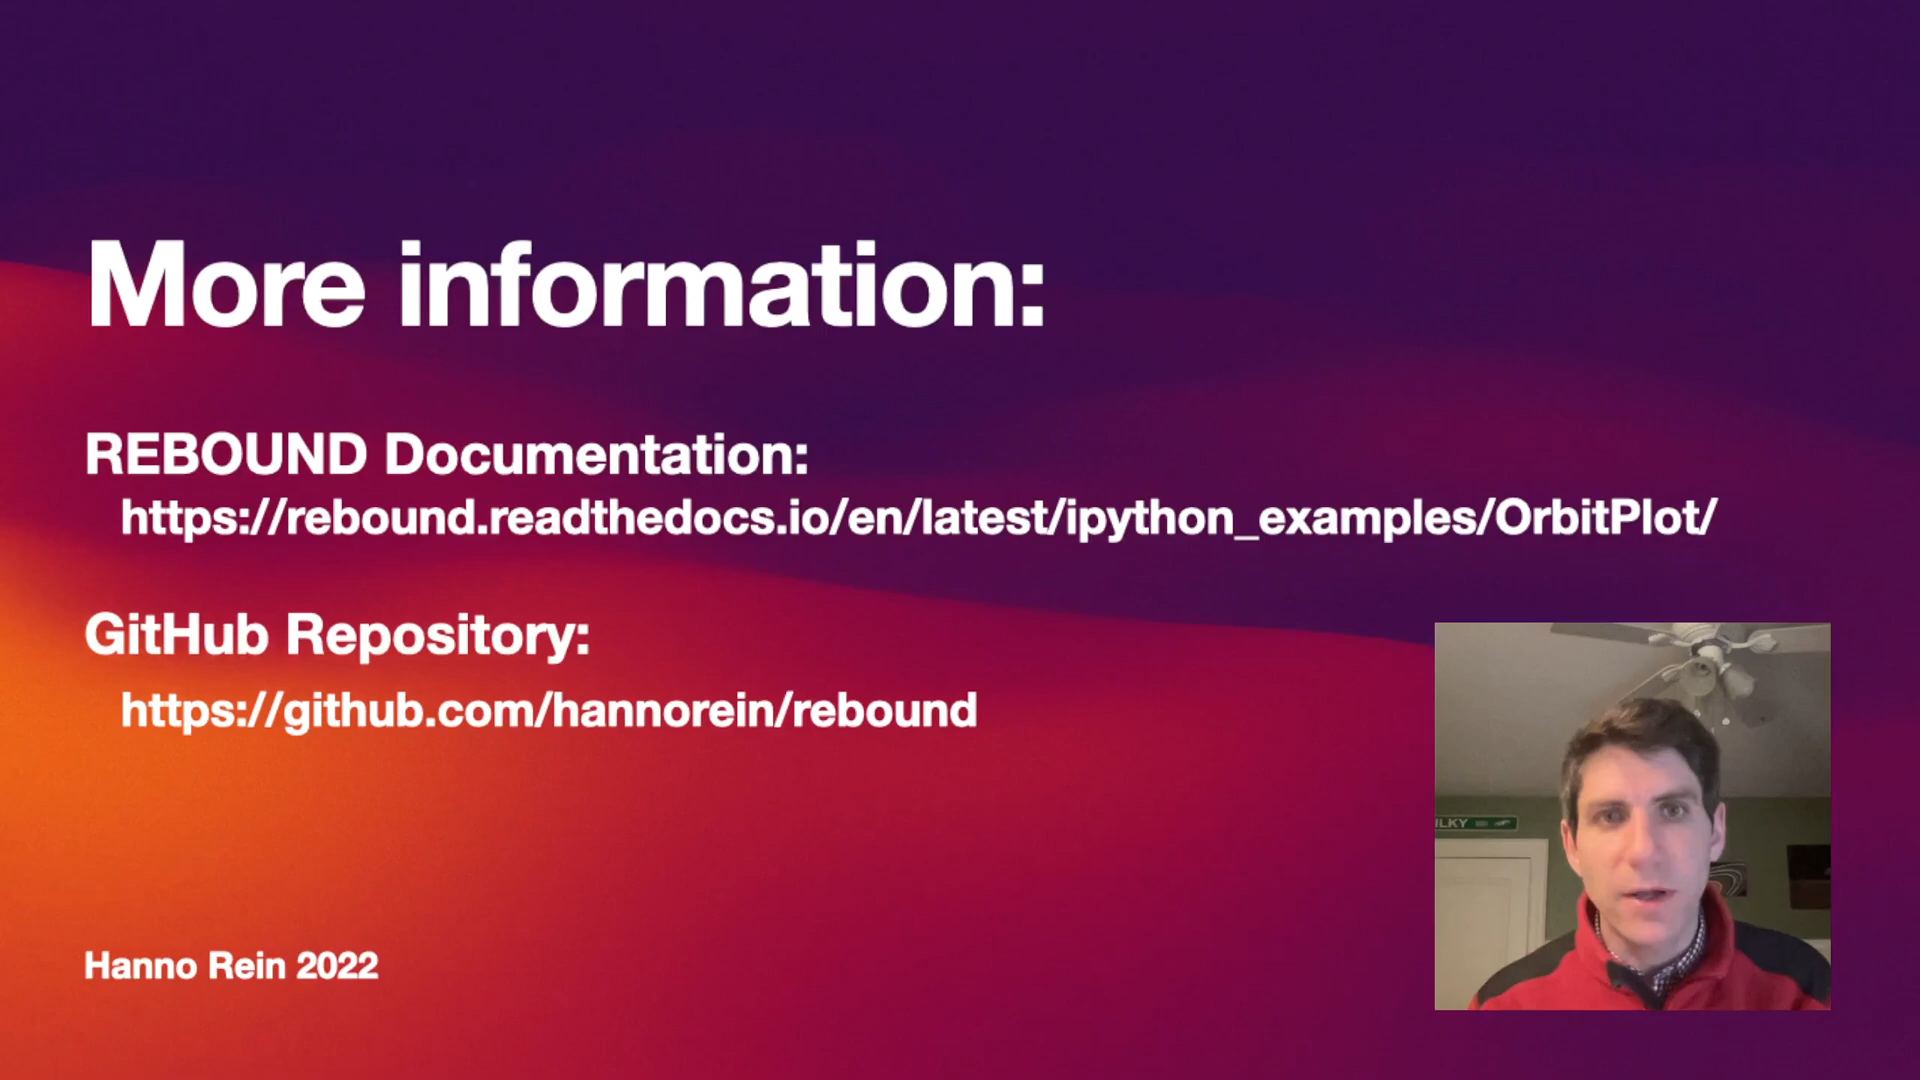 More information:
REBOUND Documentation:
https://rebound.readthedocs.io/en/latest/ipython_examples/OrbitPlot/
GitHub Repository:
https://github.com/hannorein/rebound
ULKY
Hanno Rein 2022